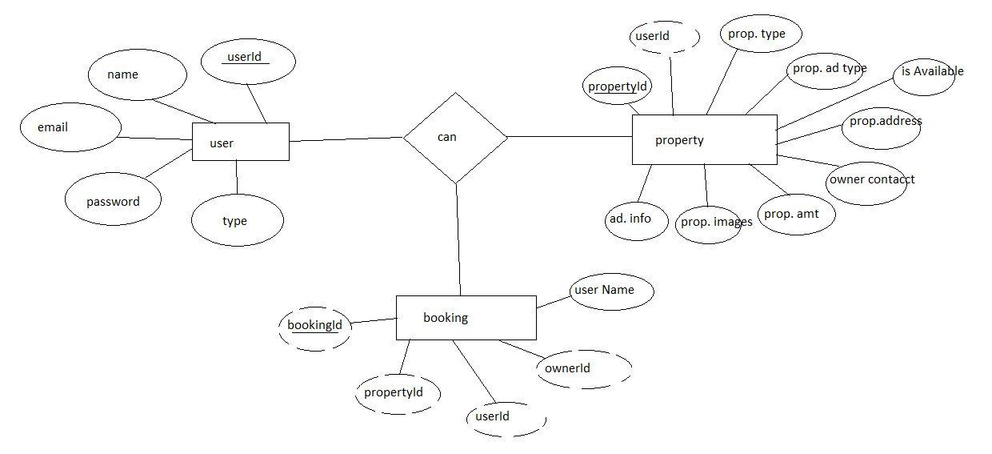 userId
name
email
user
password
type
can
userId
prop. type
propertyId
prop. ad type
is Available
prop.address
property
owner contacct
ad. info
prop. images
prop. amt
user Name
bookingId
booking
ownerId
propertyId
userId